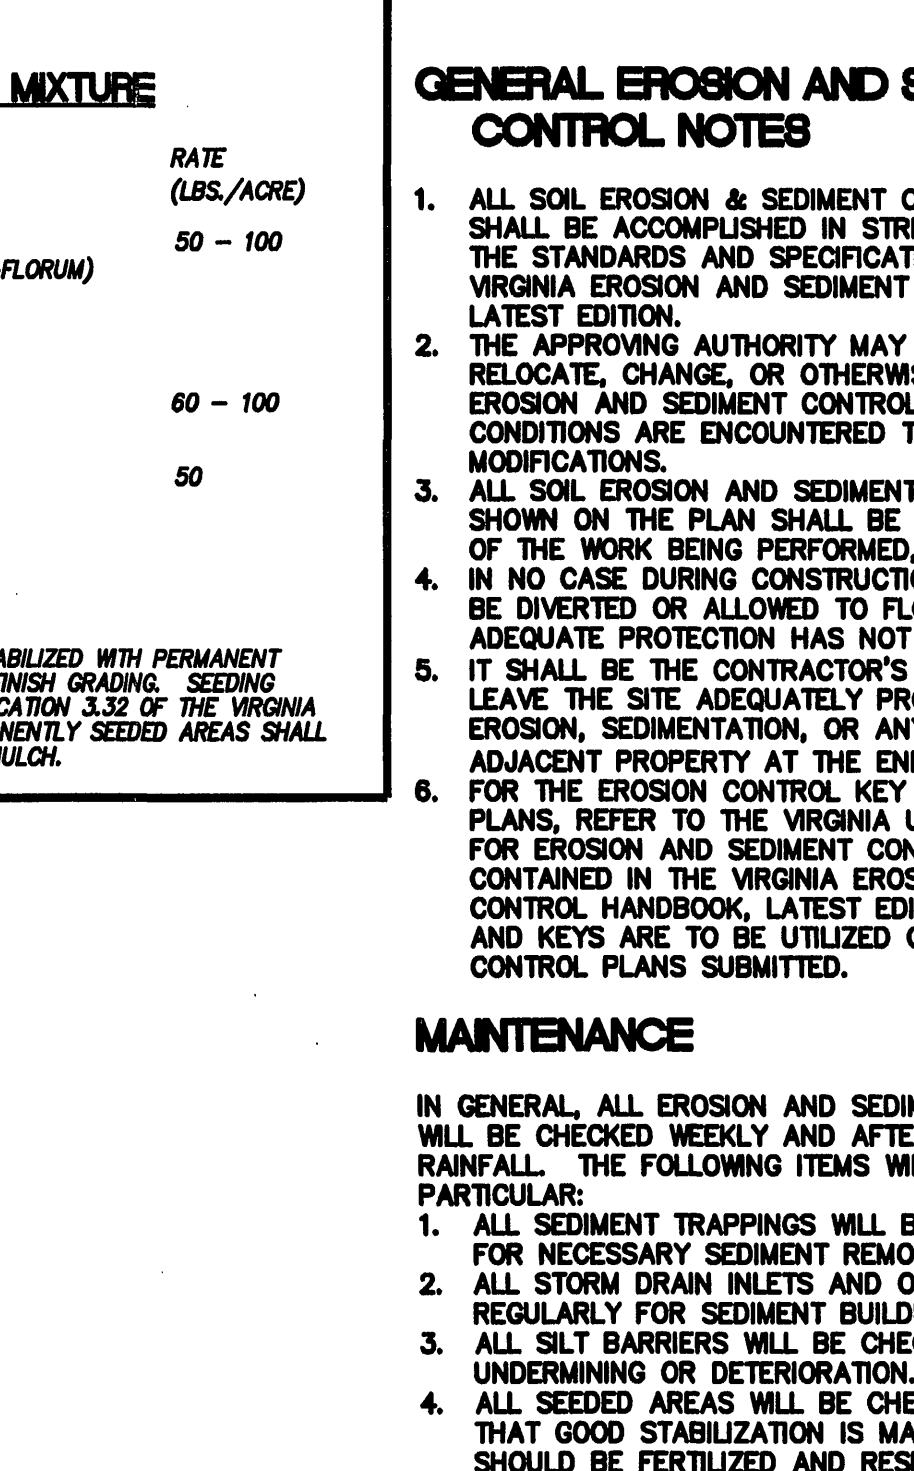 MIXTURE
RATE
(LBS./ACRE)
50 - 100
-FLORUM)
60 - 100
50
ABILIZED WITH PERMANENT
INISH GRADING. SEEDING
CATION 3.32 OF THE VIRGINIA
NENTLY SEEDED AREAS SHALL
ULCH.
GENERAL EROSION AND S
CONTROL NOTES
1. ALL SOIL EROSION & SEDIMENT C
SHALL BE ACCOMPLISHED IN STRI
THE STANDARDS AND SPECIFICAT
VIRGINIA EROSION AND SEDIMENT
LATEST EDITION.
2. THE APPROVING AUTHORITY MAY
RELOCATE, CHANGE, OR OTHERWIS
EROSION AND SEDIMENT CONTROL
CONDITIONS ARE ENCOUNTERED T
MODIFICATIONS.
3. ALL SOIL EROSION AND SEDIMENT
SHOWN ON THE PLAN SHALL BE
OF THE WORK BEING PERFORMED,
4. IN NO CASE DURING CONSTRUCTIO
BE DIVERTED OR ALLOWED TO FLO
ADEQUATE PROTECTION HAS NOT
5. IT SHALL BE THE CONTRACTOR'S
LEAVE THE SITE ADEQUATELY PRO
EROSION, SEDIMENTATION, OR ANY
ADJACENT PROPERTY AT THE EN
6. FOR THE EROSION CONTROL KEY
PLANS, REFER TO THE VIRGINIA U
FOR EROSION AND SEDIMENT CON
CONTAINED IN THE VIRGINIA EROS
CONTROL HANDBOOK, LATEST EDI
AND KEYS ARE TO BE UTILIZED O
CONTROL PLANS SUBMITTED.
MAINTENANCE
IN GENERAL, ALL EROSION AND SEDIM
WILL BE CHECKED WEEKLY AND AFTE
RAINFALL. THE FOLLOWING ITEMS WI
PARTICULAR:
1. ALL SEDIMENT TRAPPINGS WILL B
FOR NECESSARY SEDIMENT REMO
2. ALL STORM DRAIN INLETS AND O
REGULARLY FOR SEDIMENT BUILD
3. ALL SILT BARRIERS WILL BE CHE
UNDERMINING OR DETERIORATION.
4. ALL SEEDED AREAS WILL BE CHE
THAT GOOD STABILIZATION IS MA
SHOULD BE FERTILIZED AND RESE